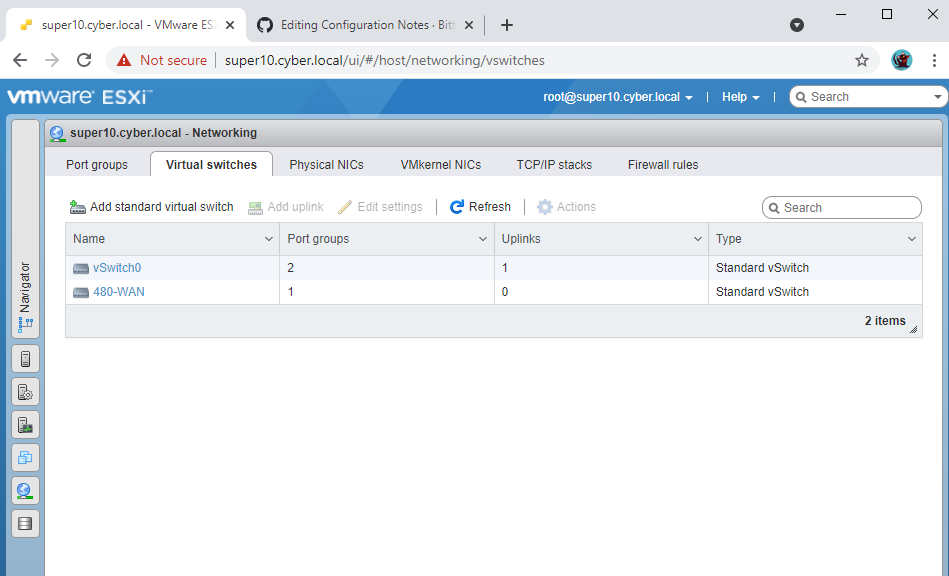 super10.cyber.local - VMware ES
Editing Configuration Notes · Bitt
Not secure
super10.cyber.local/ui/#/host/networking/vswitches
vmware ESXi™
root@super10.cyber.local
Help
Search
super10.cyber.local - Networking
Navigator
Port groups
Virtual switches
Physical NICs
VMkernel NICs
TCP/IP stacks
Firewall rules
Add standard virtual switch
Add uplink
Edit settings
Refresh
Actions
Search
Name Port groups Uplinks Type
vSwitch0 2 1 Standard vSwitch
480-WAN 1 0 Standard vSwitch
2 items